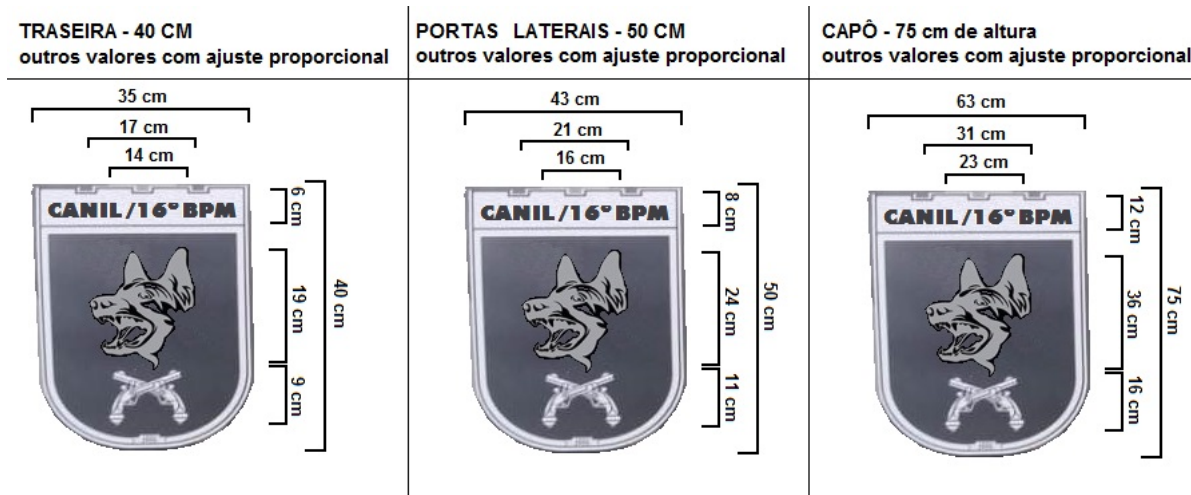 TRASEIRA - 40 CM
outros valores com ajuste proporcional
35 cm
17 cm
14 cm
CANIL/16º BPM
6 cm
19 cm
9 cm
40 cm
PORTAS LATERAIS - 50 CM
outros valores com ajuste proporcional
43 cm
21 cm
16 cm
CANIL/16º BPM
8 cm
24 cm
11 cm
50 cm
CAPÔ - 75 cm de altura
outros valores com ajuste proporcional
63 cm
31 cm
23 cm
CANIL/16º BPM
12 cm
36 cm
16 cm
75 cm